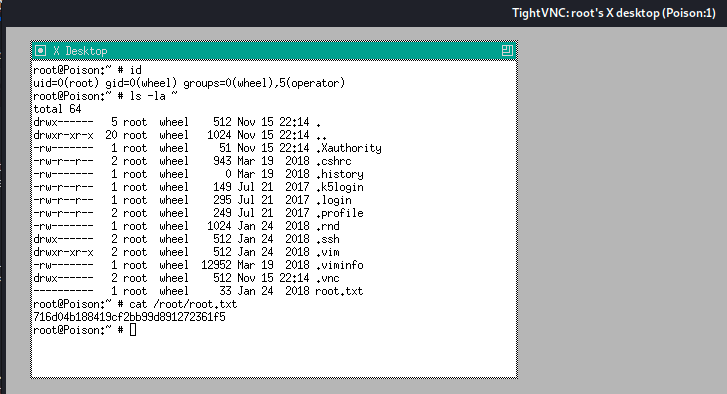 TightVNC: root's X desktop (Poison:1)
X Desktop
root@Poison:~ # id
uid=0(root) gid=0(wheel) groups=0(wheel),5(operator)
root@Poison:~ # ls -la ~
total 64
drwx------   5 root  wheel    512 Nov 15 22:14 .
drwxr-xr-x  20 root  wheel   1024 Nov 15 22:14 ..
-rw-------   1 root  wheel     51 Nov 15 22:14 .Xauthority
-rw-r--r--   2 root  wheel    943 Mar 19  2018 .cshrc
-rw-------   1 root  wheel      0 Mar 19  2018 .history
-rw-r--r--   1 root  wheel    149 Jul 21  2017 .k5login
-rw-r--r--   1 root  wheel    295 Jul 21  2017 .login
-rw-r--r--   2 root  wheel    249 Jul 21  2017 .profile
-rw-------   1 root  wheel   1024 Jan 24  2018 .rnd
drwx------   2 root  wheel    512 Jan 24  2018 .ssh
drwxr-xr-x   2 root  wheel    512 Jan 24  2018 .vim
-rw-------   1 root  wheel  12952 Mar 19  2018 .viminfo
drwx------   2 root  wheel    512 Nov 15 22:14 .vnc
----------   1 root  wheel     33 Jan 24  2018 root.txt
root@Poison:~ # cat /root/root.txt
716d04b188419cf2bb99d891272361f5
root@Poison:~ #